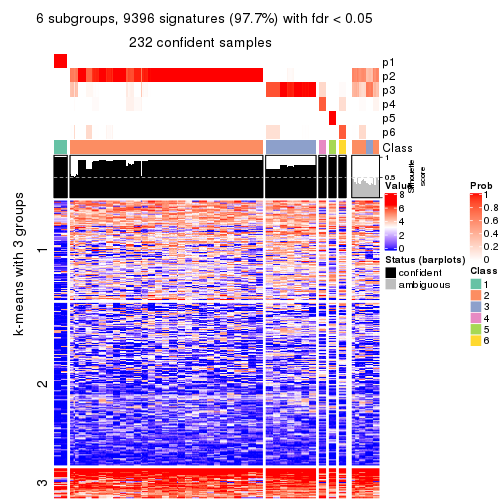 6 subgroups, 9396 signatures (97.7%) with fdr < 0.05
232 confident samples
p1
p2
p3
p4
p5
p6
Class
1
0.5
0
Silhouette
score
k-means with 3 groups
1
2
3
Value
8
6
4
2
0
Status (barplots)
confident
ambiguous
Prob
1
0.8
0.6
0.4
0.2
0
Class
1
2
3
4
5
6